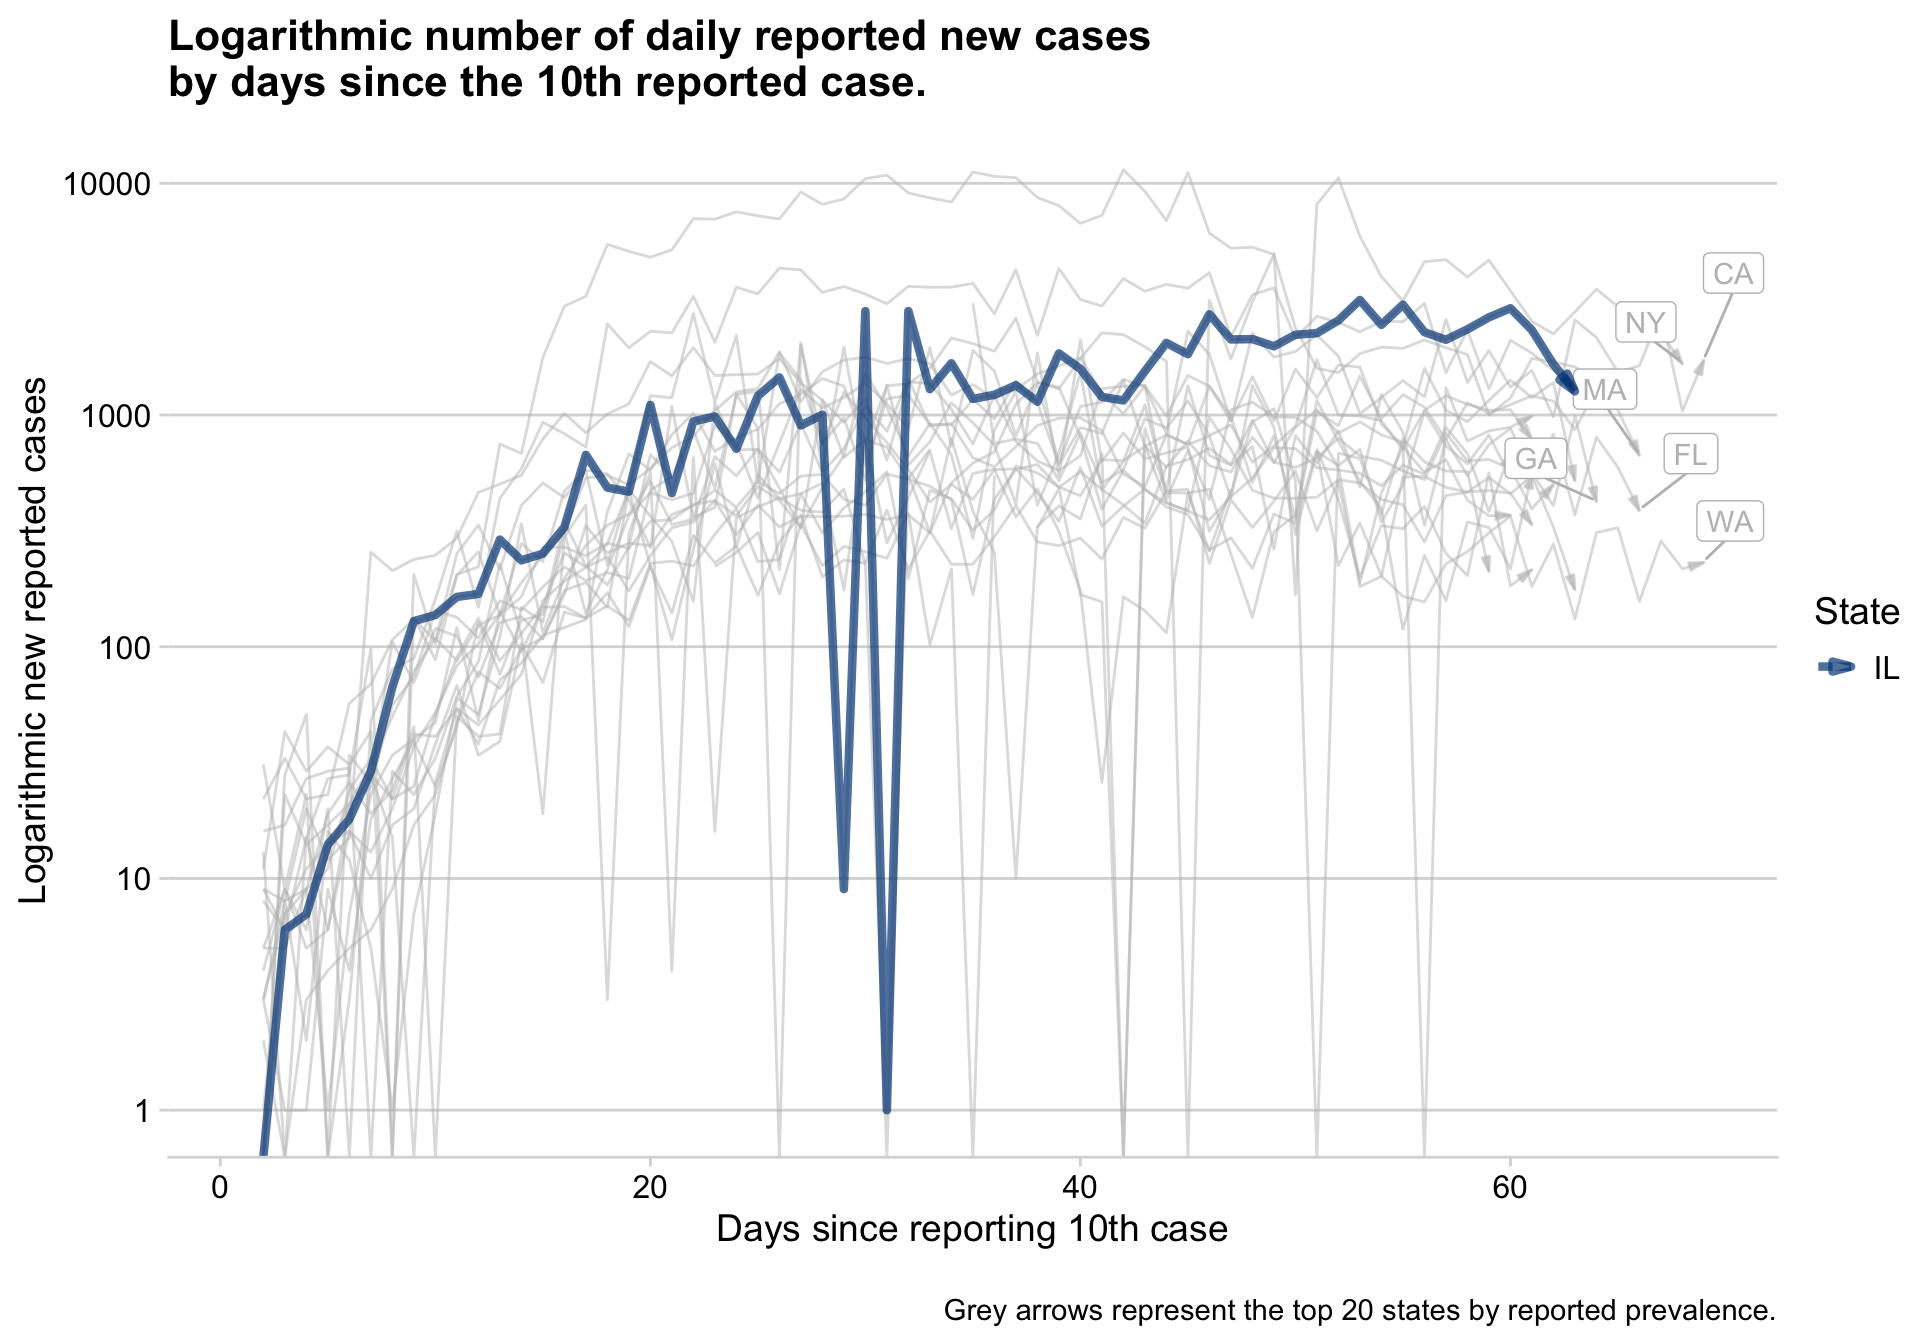 Logarithmic number of daily reported new cases
by days since the 10th reported case.
Logarithmic new reported cases
10000
1000
100
10
1
CA
NY
MA
FL
GA
WA
State
IL
0
20
40
60
Days since reporting 10th case
Grey arrows represent the top 20 states by reported prevalence.